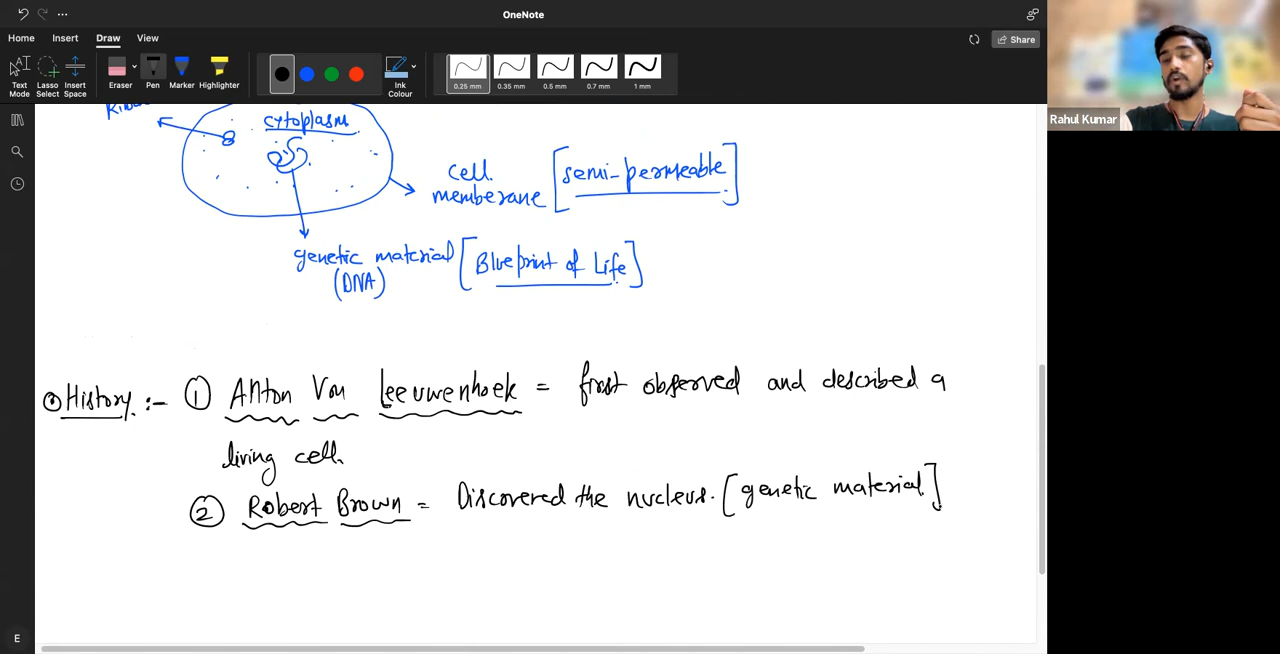 OneNote
Home Insert Draw View
Share
Text Mode
Lasso Select
Insert Space
Eraser
Pen
Marker
Highlighter
Ink Colour
0.25 mm
0.35 mm
0.5 mm
0.7 mm
1 mm
Rahul Kumar
cytoplasm
cell memberane [semi-permeable]
genetic material (DNA) [Blueprint of Life]
History :- 1 Anton Von Leeuwenhoek = first observed and described a
living cell.
2 Robert Brown = Discovered the nucleus. [genetic material]
E